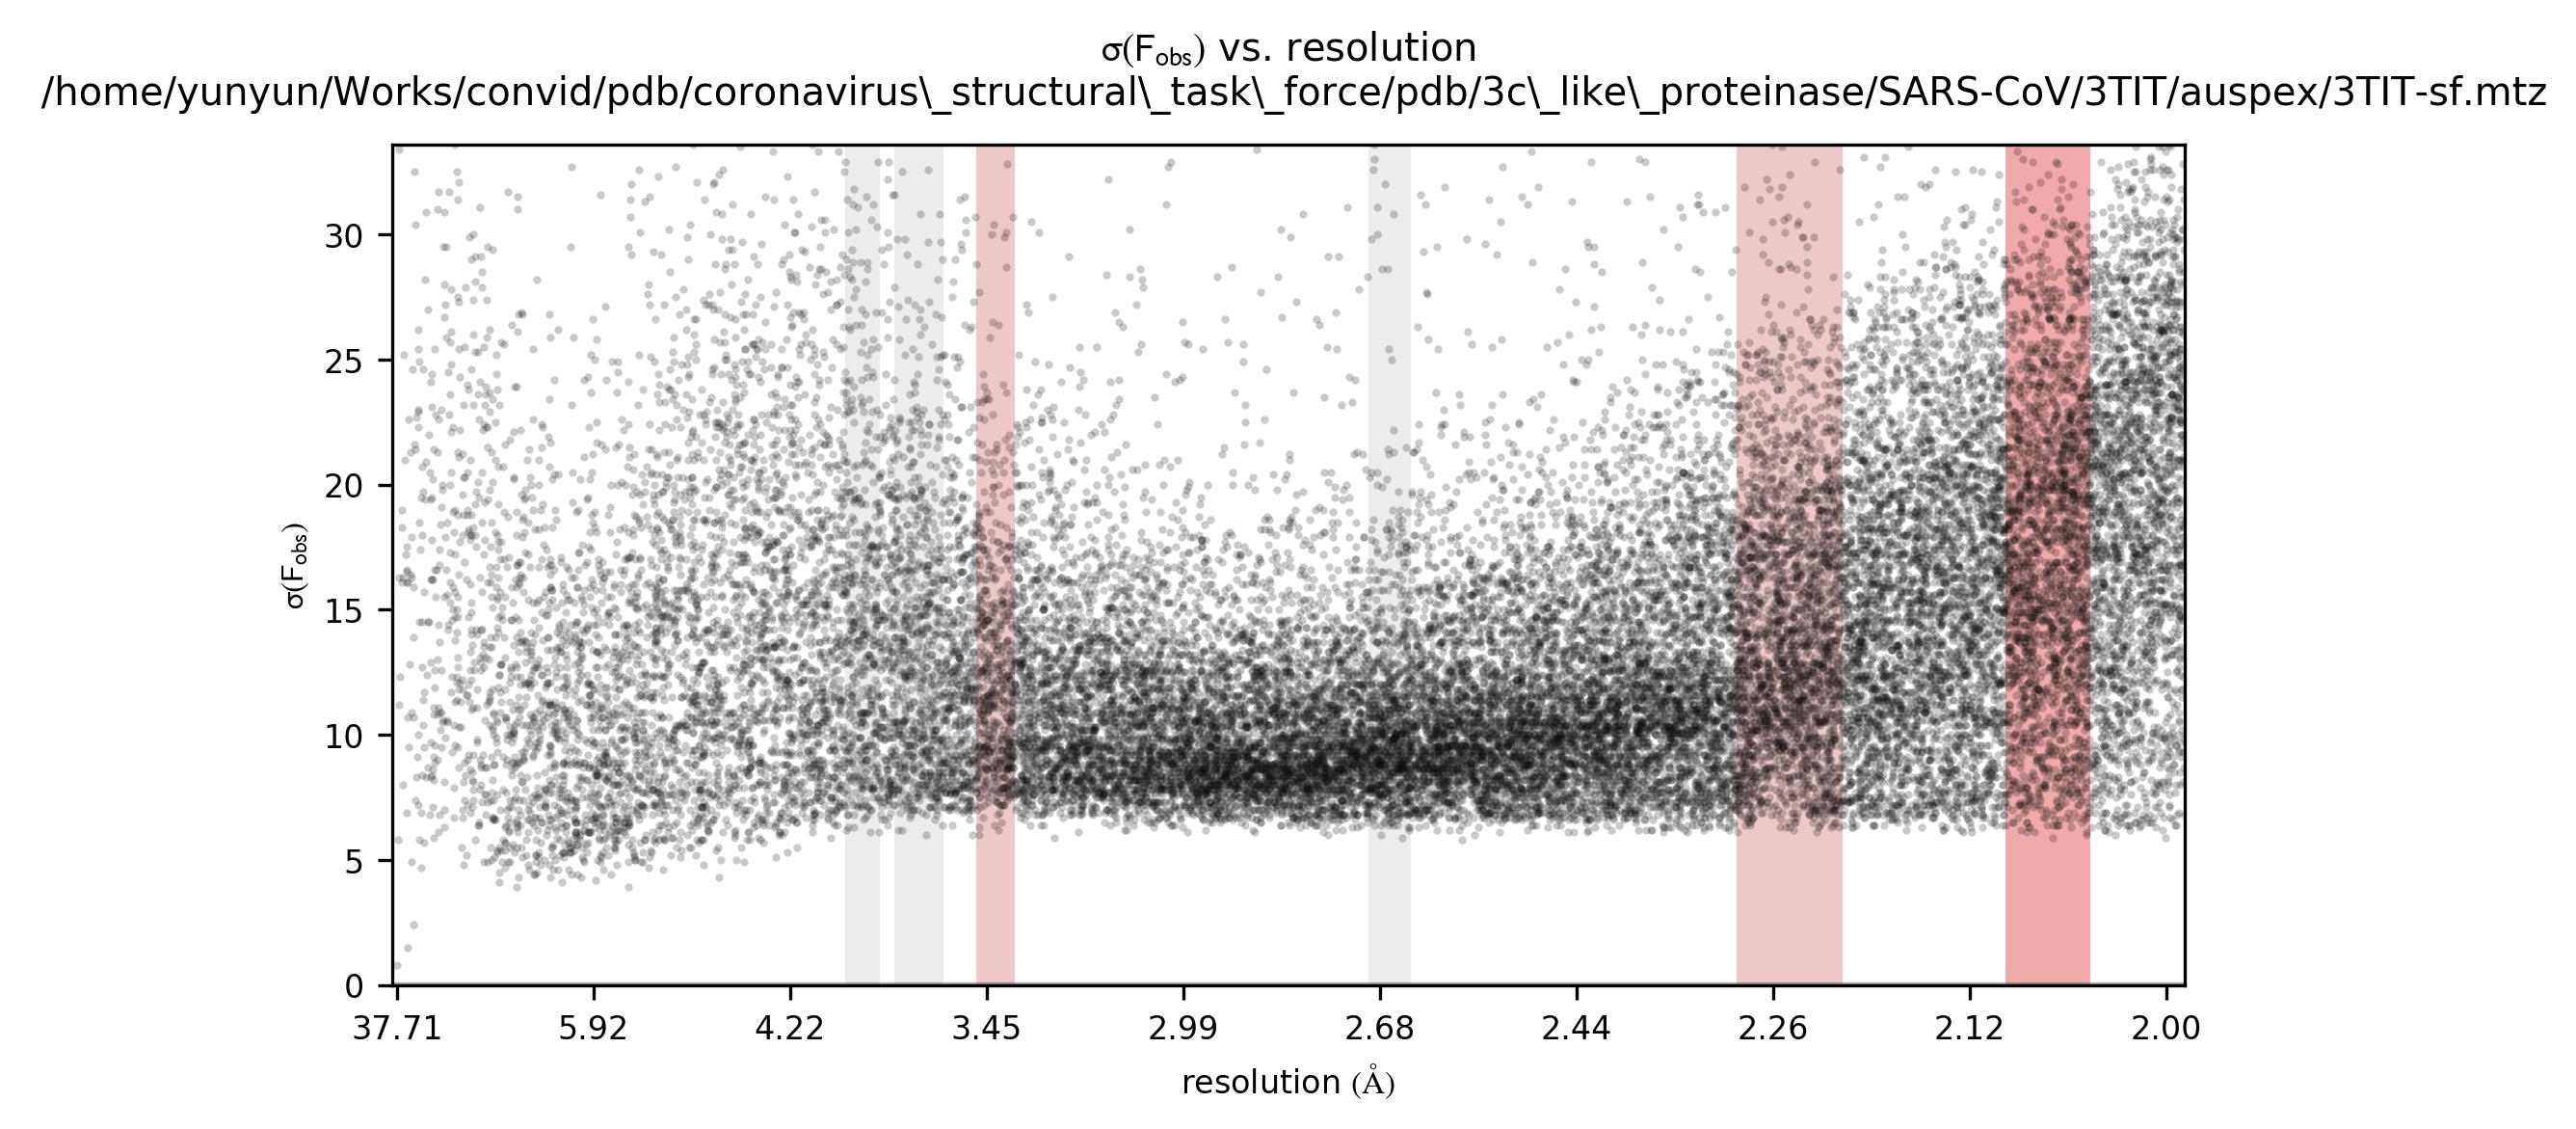 σ(Fobs) vs. resolution
/home/yunyun/Works/convid/pdb/coronavirus\_structural\_task\_force/pdb/3c\_like\_proteinase/SARS-CoV/3TIT/auspex/3TIT-sf.mtz
σ(Fobs)
30
25
20
15
10
5
0
37.71 5.92 4.22 3.45 2.99 2.68 2.44 2.26 2.12 2.00
resolution (Å)